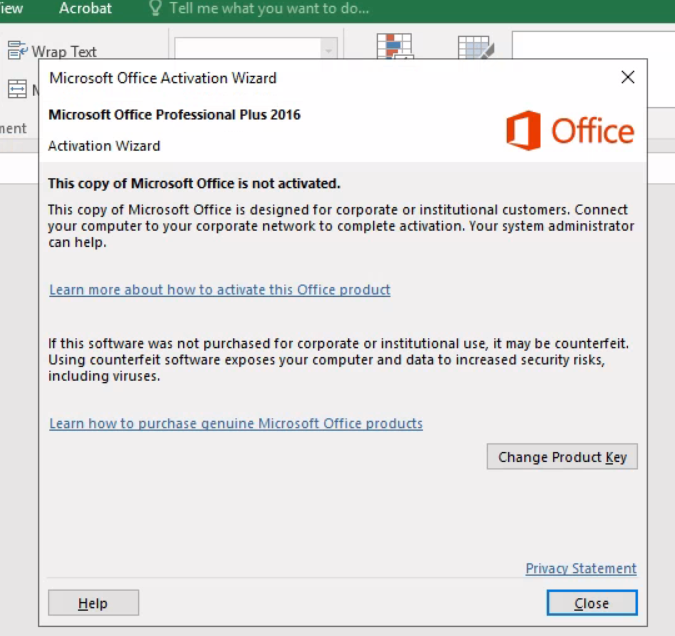 Acrobat
Tell me what you want to do...
Wrap Text
Microsoft Office Activation Wizard
Microsoft Office Professional Plus 2016
Office
Activation Wizard
This copy of Microsoft Office is not activated.
This copy of Microsoft Office is designed for corporate or institutional customers. Connect
your computer to your corporate network to complete activation. Your system administrator
can help.
Learn more about how to activate this Office product
If this software was not purchased for corporate or institutional use, it may be counterfeit.
Using counterfeit software exposes your computer and data to increased security risks,
including viruses.
Learn how to purchase genuine Microsoft Office products
Change Product Key
Privacy Statement
Help
Close